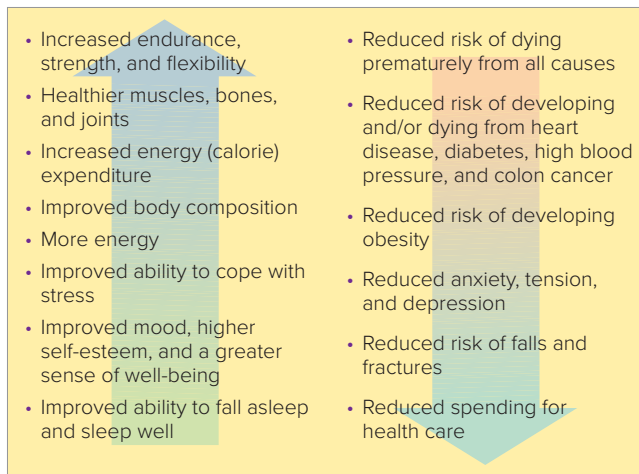 • Increased endurance,
strength, and flexibility
• Healthier muscles, bones,
and joints
• Increased energy (calorie)
expenditure
• Improved body composition
• More energy
• Improved ability to cope with
stress
• Improved mood, higher
self-esteem, and a greater
sense of well-being
• Improved ability to fall asleep
and sleep well
• Reduced risk of dying
prematurely from all causes
• Reduced risk of developing
and/or dying from heart
disease, diabetes, high blood
pressure, and colon cancer
• Reduced risk of developing
obesity
• Reduced anxiety, tension,
and depression
• Reduced risk of falls and
fractures
• Reduced spending for
health care